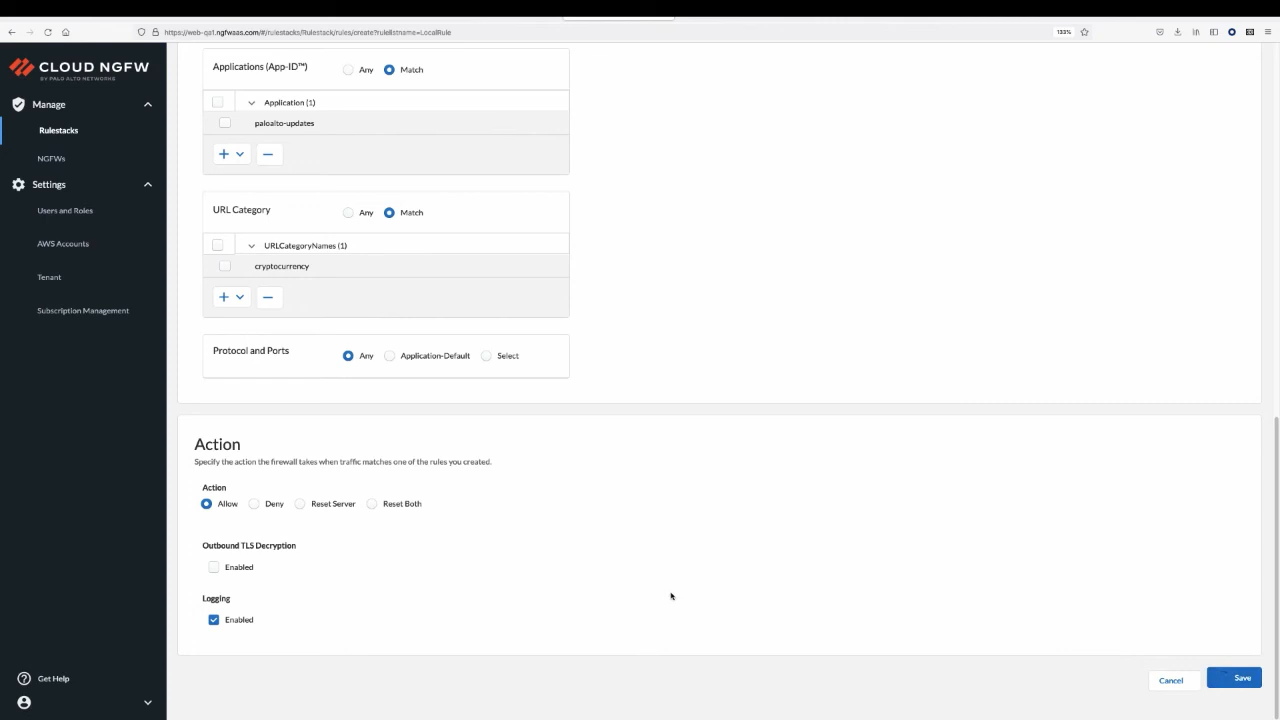 https://web-qa1.ngfwaas.com/#/rulestacks/Rulestack/rules/create?rulelistname=LocalRule
133%
CLOUD NGFW
BY PALO ALTO NETWORKS
Manage
Rulestacks
NGFWs
Settings
Users and Roles
AWS Accounts
Tenant
Subscription Management
Get Help
Applications (App-ID™)
Any
Match
Application (1)
paloalto-updates
URL Category
Any
Match
URLCategoryNames (1)
cryptocurrency
Protocol and Ports
Any
Application-Default
Select
Action
Specify the action the firewall takes when traffic matches one of the rules you created.
Action
Allow
Deny
Reset Server
Reset Both
Outbound TLS Decryption
Enabled
Logging
Enabled
Cancel
Save